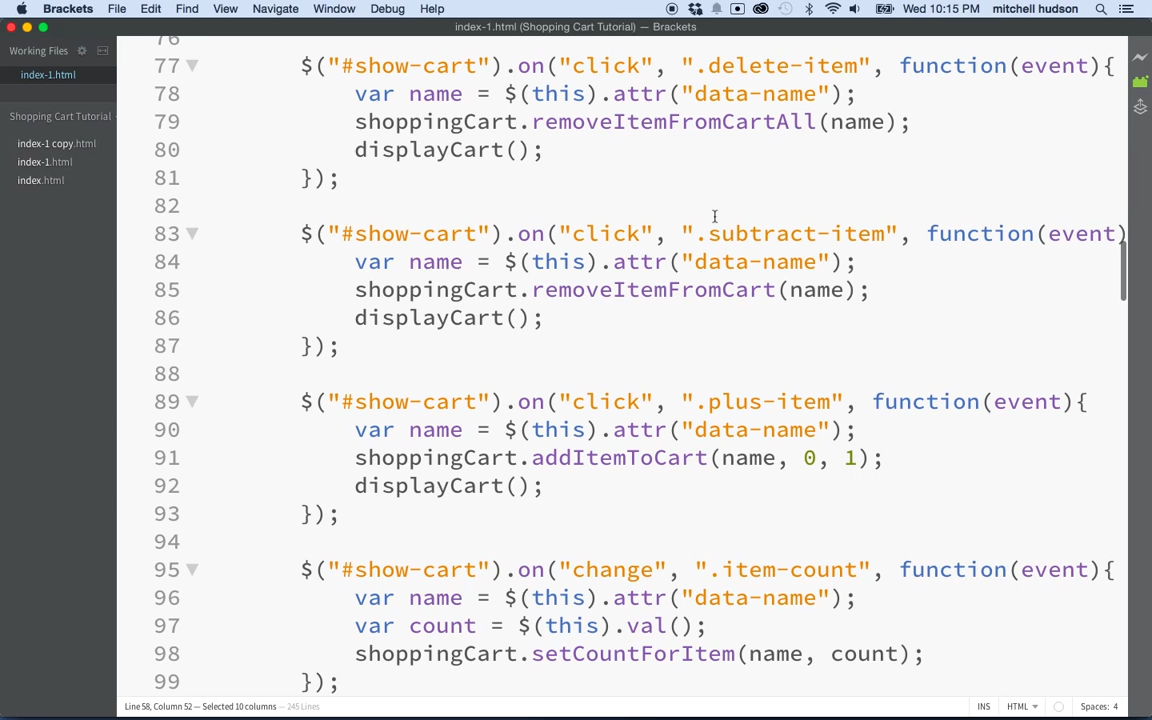 Brackets File Edit Find View Navigate Window Debug Help Wed 10:15 PM mitchell hudson
index-1.html (Shopping Cart Tutorial) — Brackets
Working Files
index-1.html
Shopping Cart Tutorial
index-1 copy.html
index-1.html
index.html
76
77 $("#show-cart").on("click", ".delete-item", function(event){
78 var name = $(this).attr("data-name");
79 shoppingCart.removeItemFromCartAll(name);
80 displayCart();
81 });
82
83 $("#show-cart").on("click", ".subtract-item", function(event)
84 var name = $(this).attr("data-name");
85 shoppingCart.removeItemFromCart(name);
86 displayCart();
87 });
88
89 $("#show-cart").on("click", ".plus-item", function(event){
90 var name = $(this).attr("data-name");
91 shoppingCart.addItemToCart(name, 0, 1);
92 displayCart();
93 });
94
95 $("#show-cart").on("change", ".item-count", function(event){
96 var name = $(this).attr("data-name");
97 var count = $(this).val();
98 shoppingCart.setCountForItem(name, count);
99 });
Line 58, Column 52 — Selected 10 columns — 245 Lines INS HTML Spaces: 4